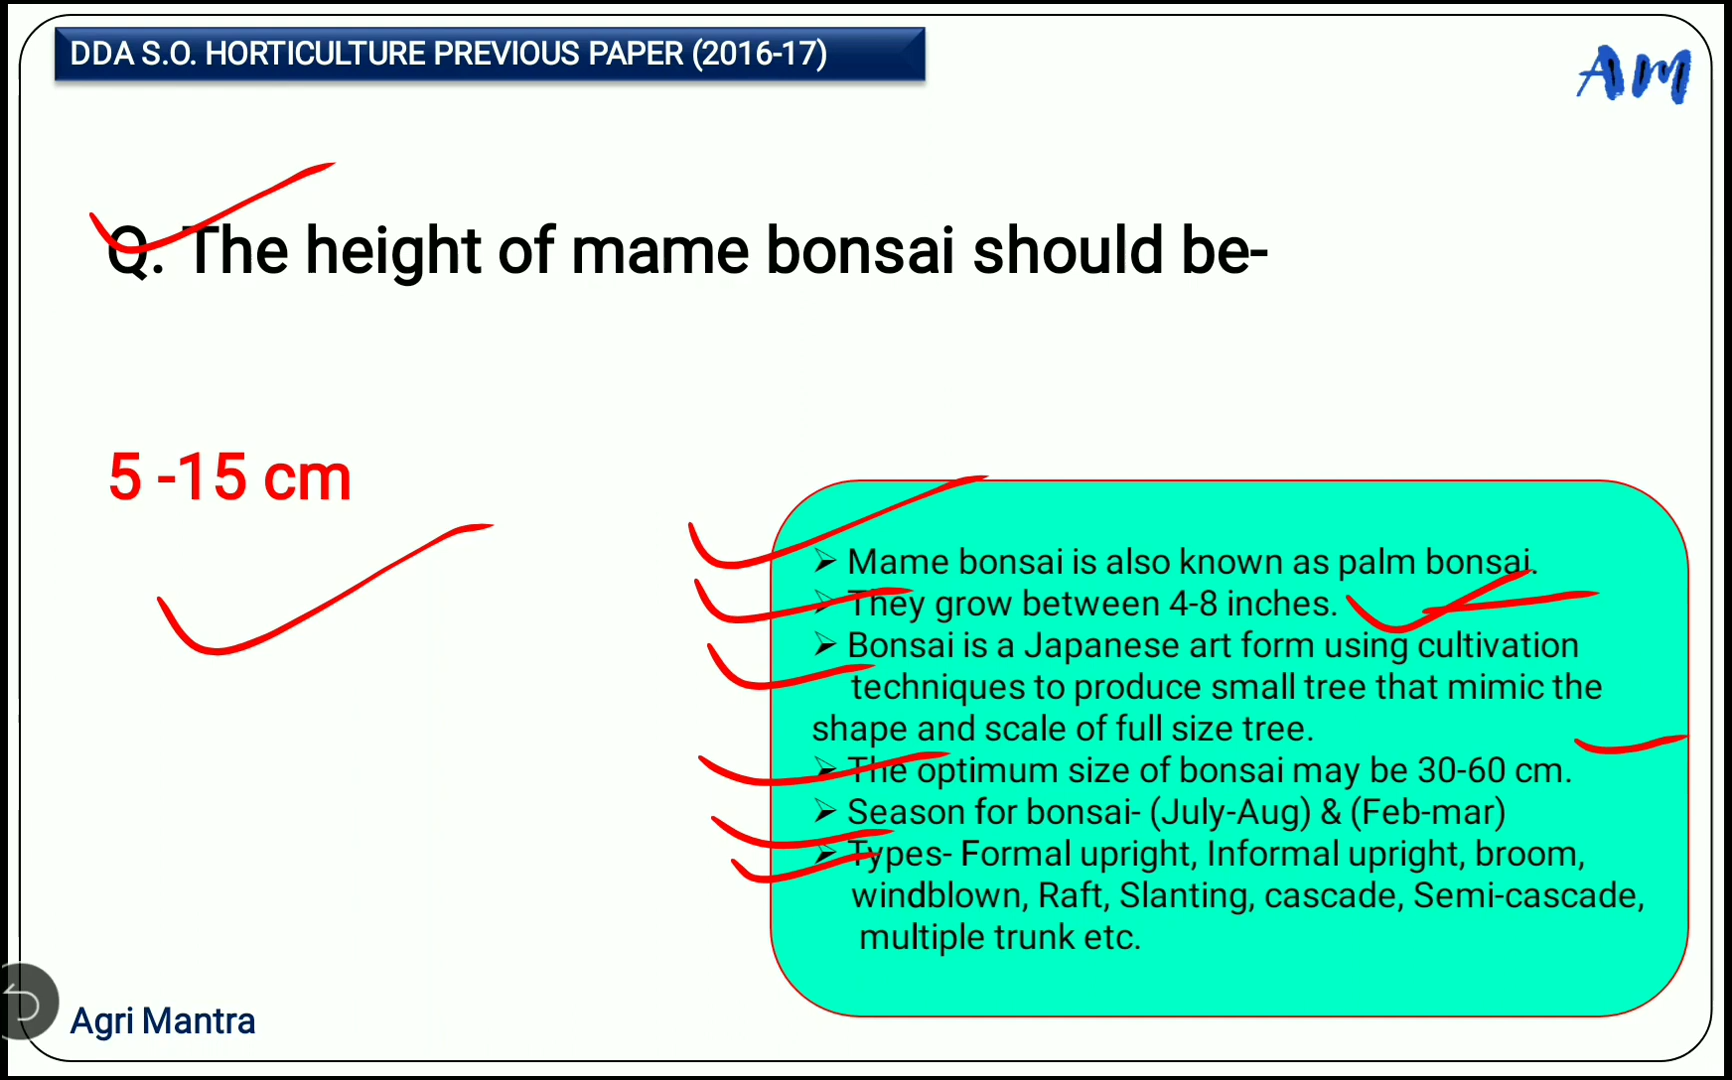 DDA S.O. HORTICULTURE PREVIOUS PAPER (2016-17)
AM
Q. The height of mame bonsai should be-
5 -15 cm
➢ Mame bonsai is also known as palm bonsai.
➢ They grow between 4-8 inches.
➢ Bonsai is a Japanese art form using cultivation
techniques to produce small tree that mimic the
shape and scale of full size tree.
➢ The optimum size of bonsai may be 30-60 cm.
➢ Season for bonsai- (July-Aug) & (Feb-mar)
➢ Types- Formal upright, Informal upright, broom,
windblown, Raft, Slanting, cascade, Semi-cascade,
multiple trunk etc.
Agri Mantra